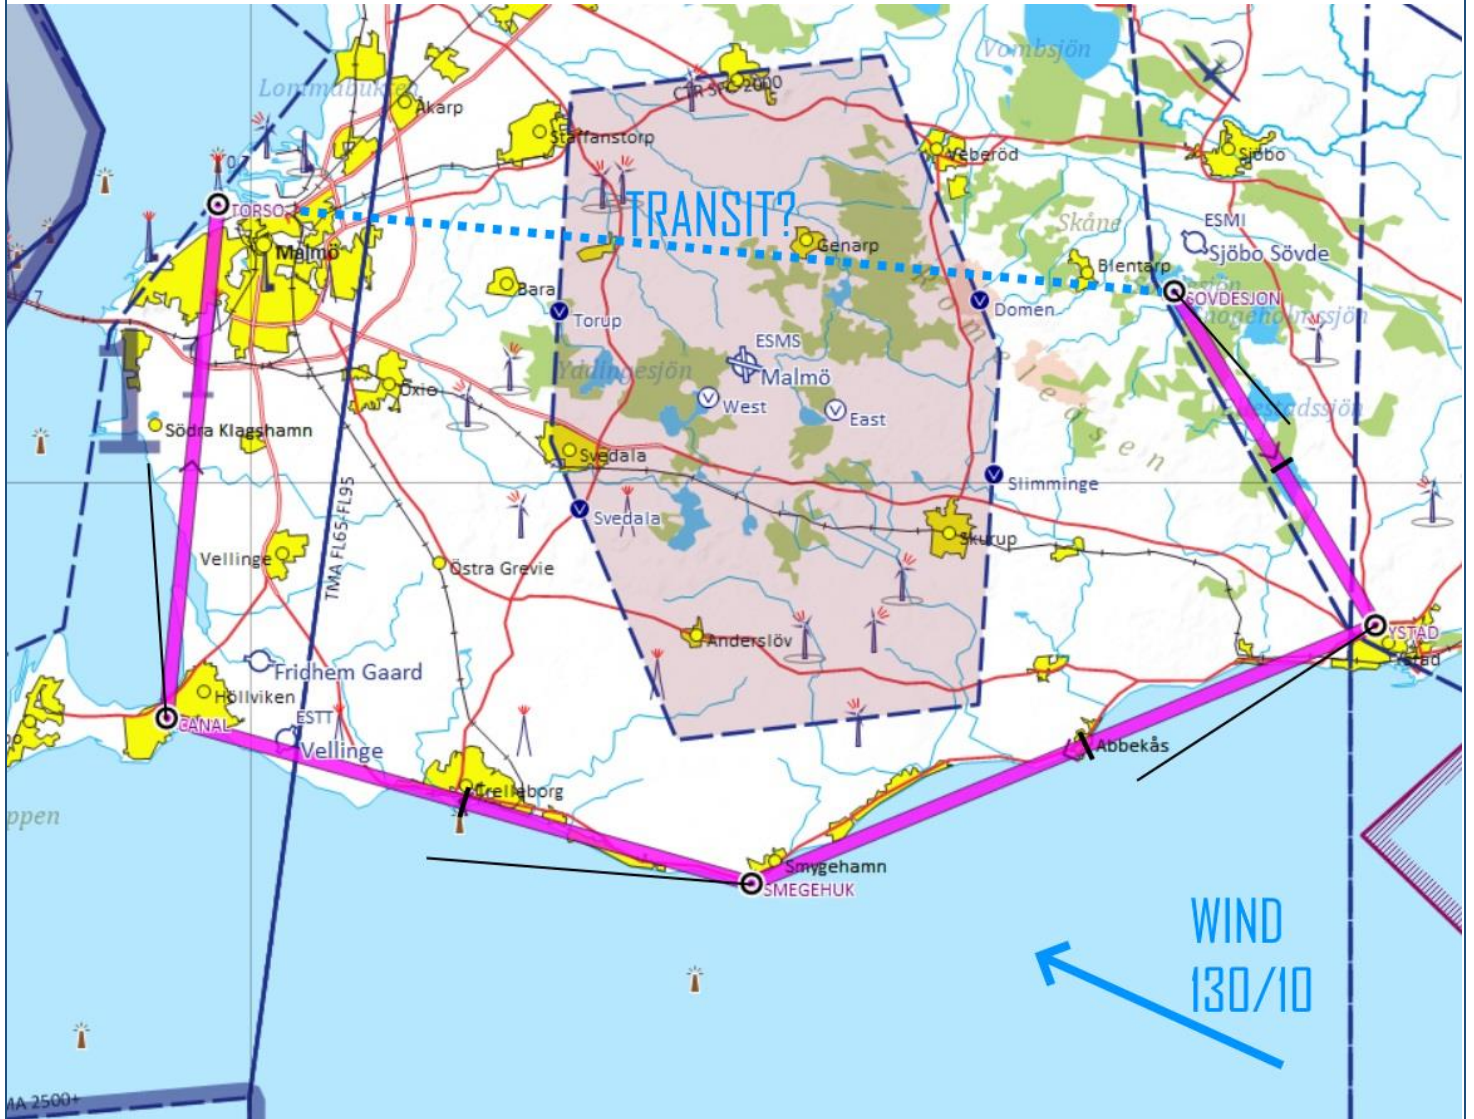 Vombsjön
Lommabukten
CTR SFC-2000
Åkarp
Staffanstorp
Veberöd
Sjöbo
TORSO
TRANSIT?
Skåne
ESMI
Sjöbo Sövde
Malmö
Genarp
Blentarp
SOVDESJON
Bara
Torup
Domen
ESMS
Malmö
Yddingesjön
West
East
Oxie
Romeleåsen
Södra Klagshamn
Svedala
Slimminge
Svedala
Skurup
TMA FL65-FL95
Vellinge
Östra Grevie
Anderslöv
YSTAD
Ystad
Fridhem Gaard
Höllviken
CANAL
ESTT
Vellinge
Abbekås
Trelleborg
Smygehamn
SMEGEHUK
WIND
130/10
MA 2500+